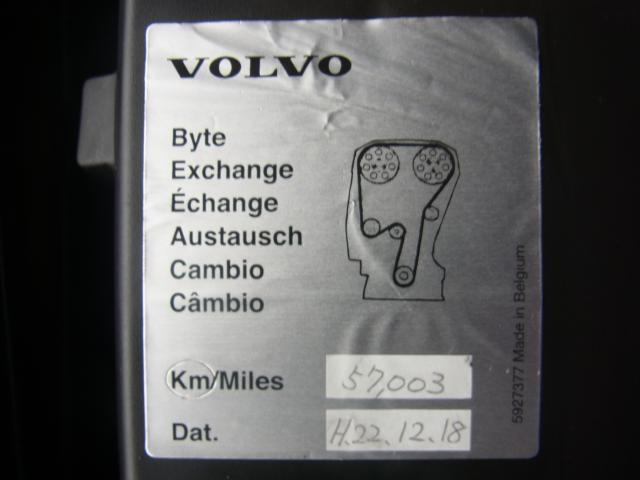 VOLVO
Byte
Exchange
Échange
Austausch
Cambio
Câmbio
Km/Miles 57,003
Dat. H.22.12.18
5927377 Made in Belgium